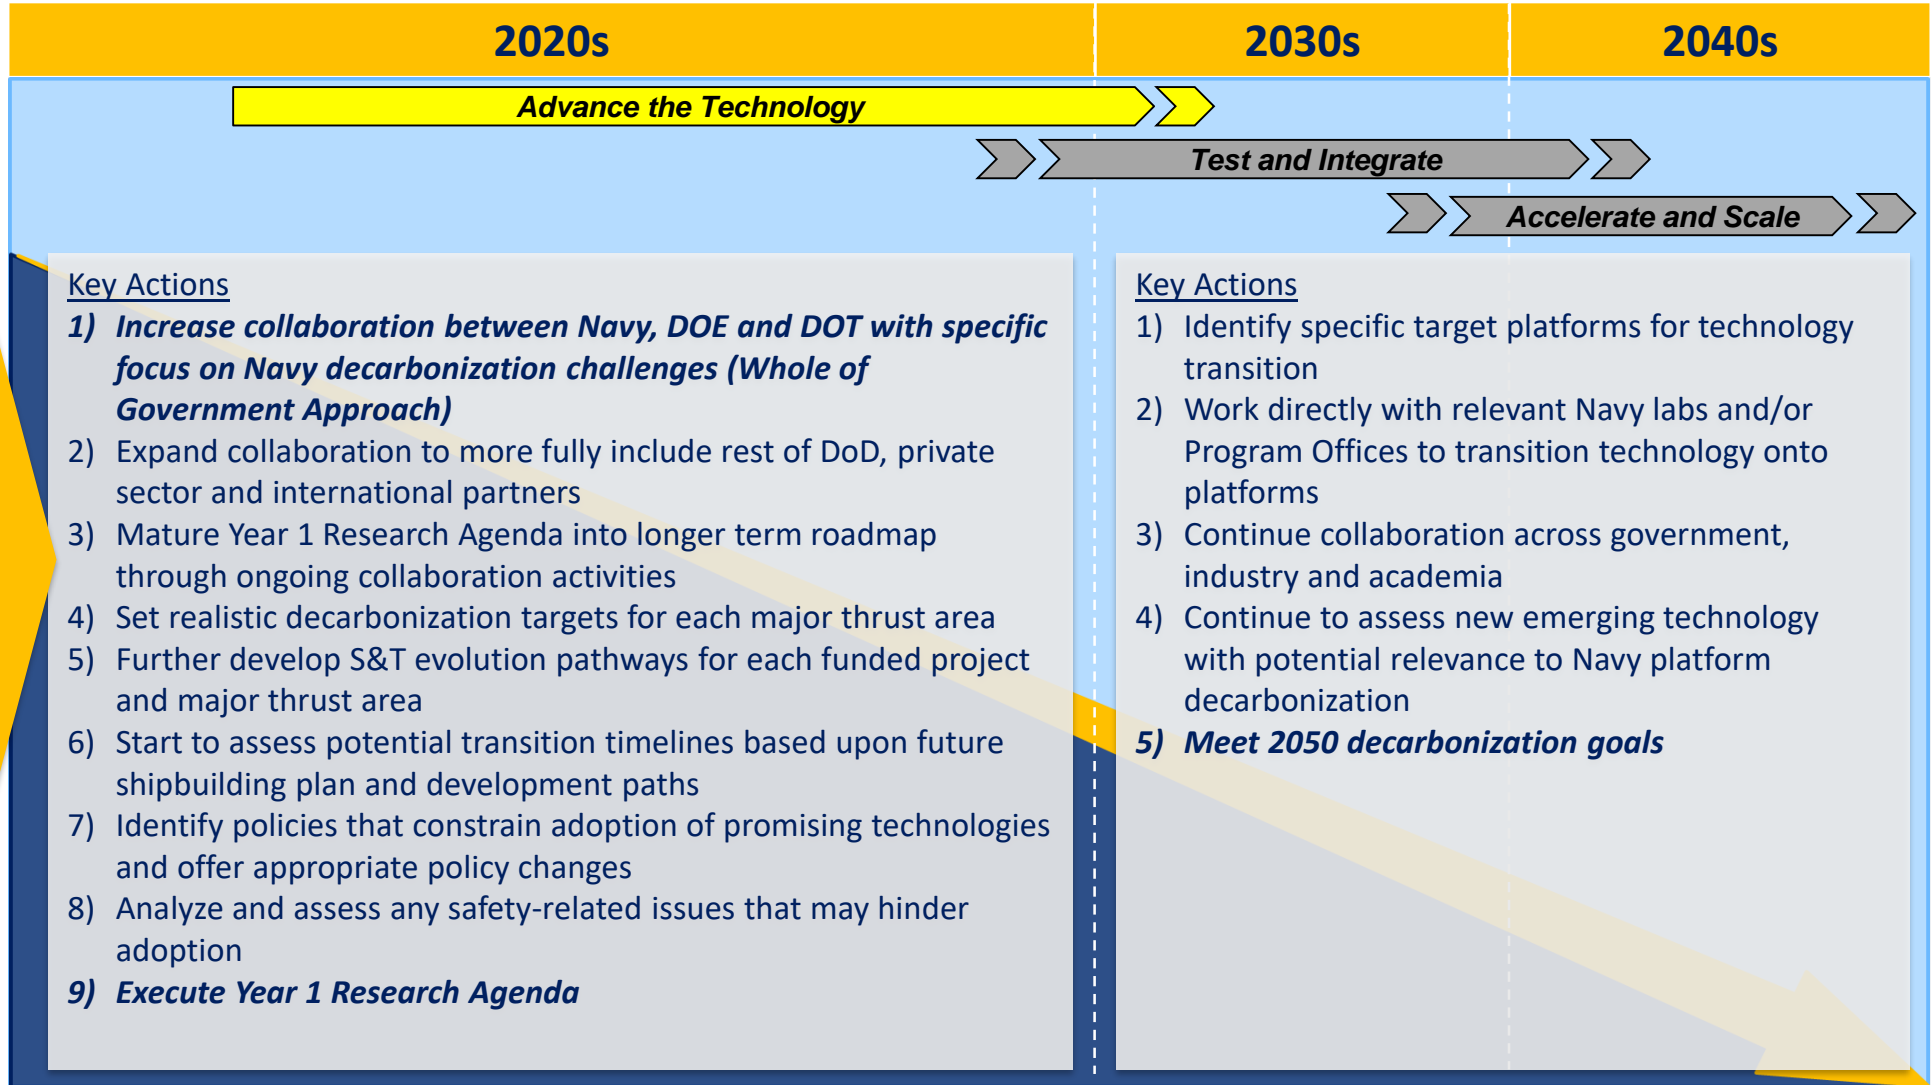 2020s
2030s
2040s
Advance the Technology
Test and Integrate
Accelerate and Scale
Key Actions
1) Increase collaboration between Navy, DOE and DOT with specific
focus on Navy decarbonization challenges (Whole of
Government Approach)
2) Expand collaboration to more fully include rest of DoD, private
sector and international partners
3) Mature Year 1 Research Agenda into longer term roadmap
through ongoing collaboration activities
4) Set realistic decarbonization targets for each major thrust area
5) Further develop S&T evolution pathways for each funded project
and major thrust area
6) Start to assess potential transition timelines based upon future
shipbuilding plan and development paths
7) Identify policies that constrain adoption of promising technologies
and offer appropriate policy changes
8) Analyze and assess any safety-related issues that may hinder
adoption
9) Execute Year 1 Research Agenda
Key Actions
1) Identify specific target platforms for technology
transition
2) Work directly with relevant Navy labs and/or
Program Offices to transition technology onto
platforms
3) Continue collaboration across government,
industry and academia
4) Continue to assess new emerging technology
with potential relevance to Navy platform
decarbonization
5) Meet 2050 decarbonization goals